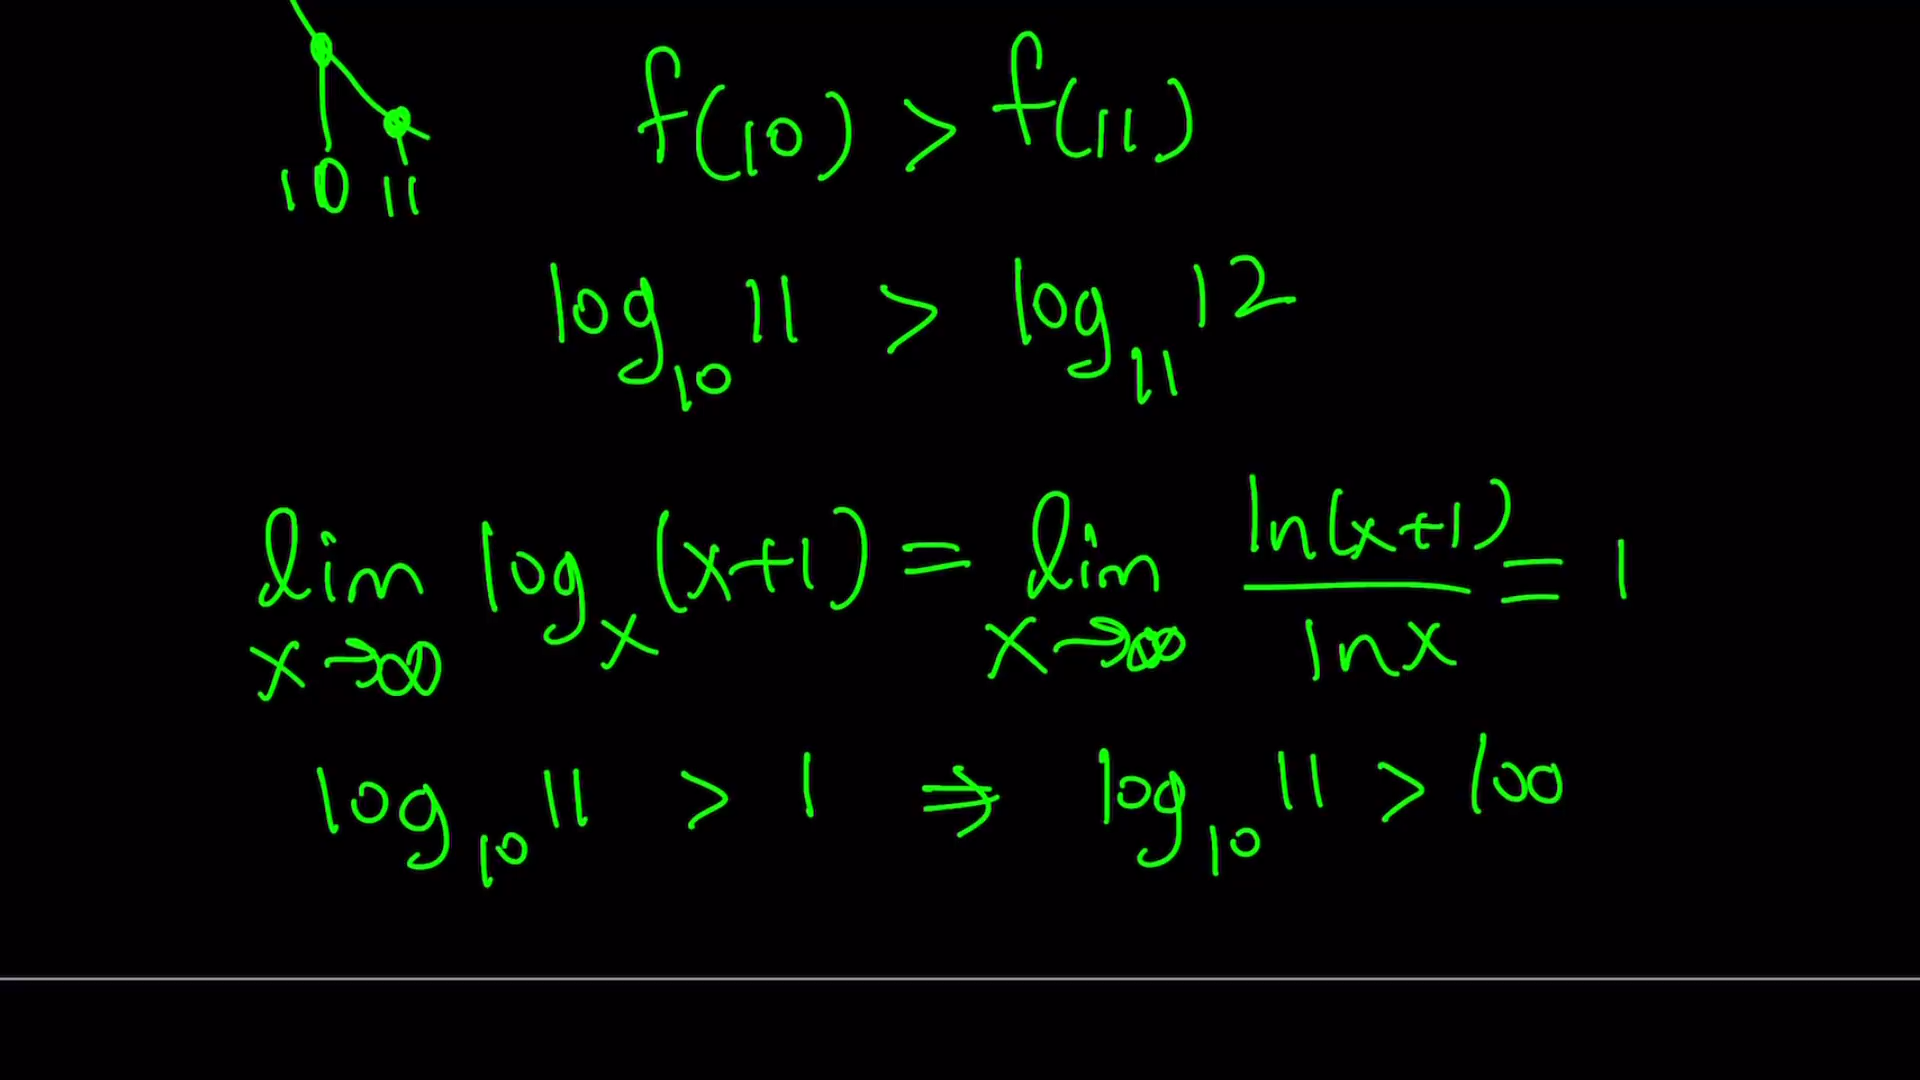 f(10) > f(11)
10 11
log₁₀ 11 > log₁₁ 12
lim x→∞ logₓ (x+1) = lim x→∞ ln(x+1)/ln x = 1
log₁₀ 11 > 1 ⇒ log₁₀ 11 > 100